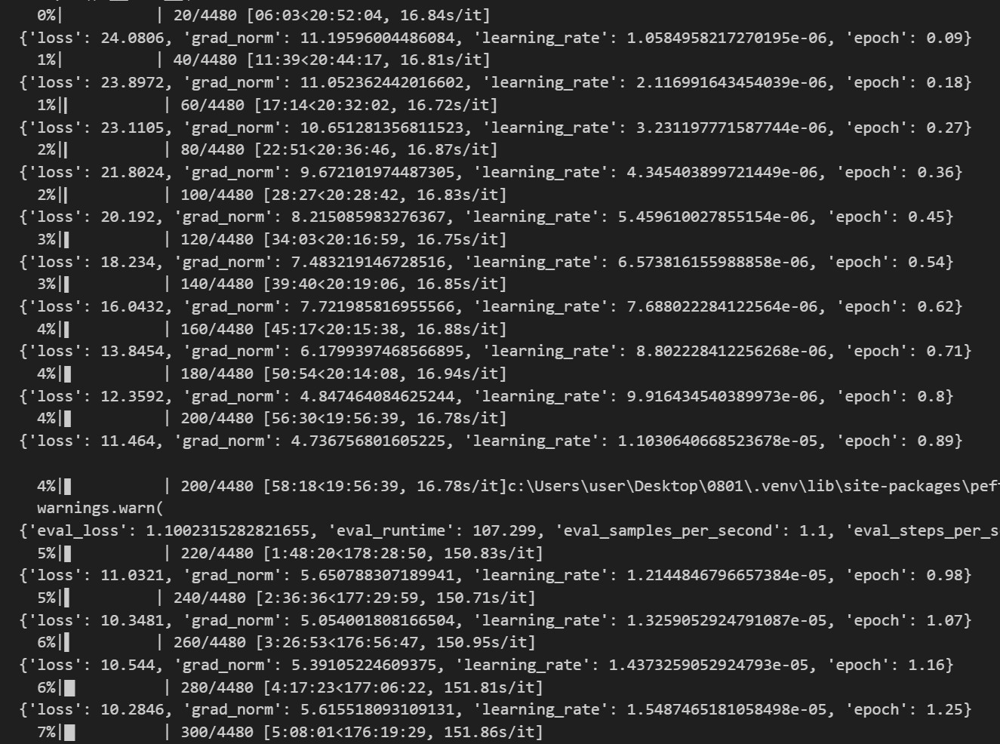 0%|          | 20/4480 [06:03<20:52:04, 16.84s/it]
{'loss': 24.0806, 'grad_norm': 11.19596004486084, 'learning_rate': 1.0584958217270195e-06, 'epoch': 0.09}
1%|          | 40/4480 [11:39<20:44:17, 16.81s/it]
{'loss': 23.8972, 'grad_norm': 11.052362442016602, 'learning_rate': 2.116991643454039e-06, 'epoch': 0.18}
1%|▏         | 60/4480 [17:14<20:32:02, 16.72s/it]
{'loss': 23.1105, 'grad_norm': 10.651281356811523, 'learning_rate': 3.231197771587744e-06, 'epoch': 0.27}
2%|▏         | 80/4480 [22:51<20:36:46, 16.87s/it]
{'loss': 21.8024, 'grad_norm': 9.672101974487305, 'learning_rate': 4.345403899721449e-06, 'epoch': 0.36}
2%|▏         | 100/4480 [28:27<20:28:42, 16.83s/it]
{'loss': 20.192, 'grad_norm': 8.215085983276367, 'learning_rate': 5.459610027855154e-06, 'epoch': 0.45}
3%|▎         | 120/4480 [34:03<20:16:59, 16.75s/it]
{'loss': 18.234, 'grad_norm': 7.483219146728516, 'learning_rate': 6.573816155988858e-06, 'epoch': 0.54}
3%|▎         | 140/4480 [39:40<20:19:06, 16.85s/it]
{'loss': 16.0432, 'grad_norm': 7.721985816955566, 'learning_rate': 7.688022284122564e-06, 'epoch': 0.62}
4%|▎         | 160/4480 [45:17<20:15:38, 16.88s/it]
{'loss': 13.8454, 'grad_norm': 6.1799397468566895, 'learning_rate': 8.802228412256268e-06, 'epoch': 0.71}
4%|▍         | 180/4480 [50:54<20:14:08, 16.94s/it]
{'loss': 12.3592, 'grad_norm': 4.847464084625244, 'learning_rate': 9.916434540389973e-06, 'epoch': 0.8}
4%|▍         | 200/4480 [56:30<19:56:39, 16.78s/it]
{'loss': 11.464, 'grad_norm': 4.736756801605225, 'learning_rate': 1.1030640668523678e-05, 'epoch': 0.89}
4%|▍         | 200/4480 [58:18<19:56:39, 16.78s/it]c:\Users\user\Desktop\0801\.venv\lib\site-packages\pef
warnings.warn(
{'eval_loss': 1.1002315282821655, 'eval_runtime': 107.299, 'eval_samples_per_second': 1.1, 'eval_steps_per_s
5%|▍         | 220/4480 [1:48:20<178:28:50, 150.83s/it]
{'loss': 11.0321, 'grad_norm': 5.650788307189941, 'learning_rate': 1.2144846796657384e-05, 'epoch': 0.98}
5%|▌         | 240/4480 [2:36:36<177:29:59, 150.71s/it]
{'loss': 10.3481, 'grad_norm': 5.054001808166504, 'learning_rate': 1.3259052924791087e-05, 'epoch': 1.07}
6%|▌         | 260/4480 [3:26:53<176:56:47, 150.95s/it]
{'loss': 10.544, 'grad_norm': 5.39105224609375, 'learning_rate': 1.4373259052924793e-05, 'epoch': 1.16}
6%|▋         | 280/4480 [4:17:23<177:06:22, 151.81s/it]
{'loss': 10.2846, 'grad_norm': 5.615518093109131, 'learning_rate': 1.5487465181058498e-05, 'epoch': 1.25}
7%|▋         | 300/4480 [5:08:01<176:19:29, 151.86s/it]